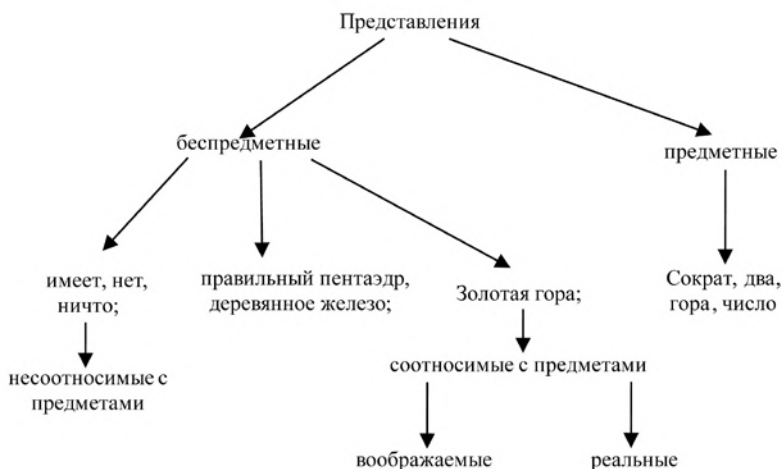 Представления
беспредметные
предметные
имеет, нет,
ничто;
правильный пентаэдр,
деревянное железо;
Золотая гора;
Сократ, два,
гора, число
несоотносимые с
предметами
соотносимые с предметами
воображаемые
реальные